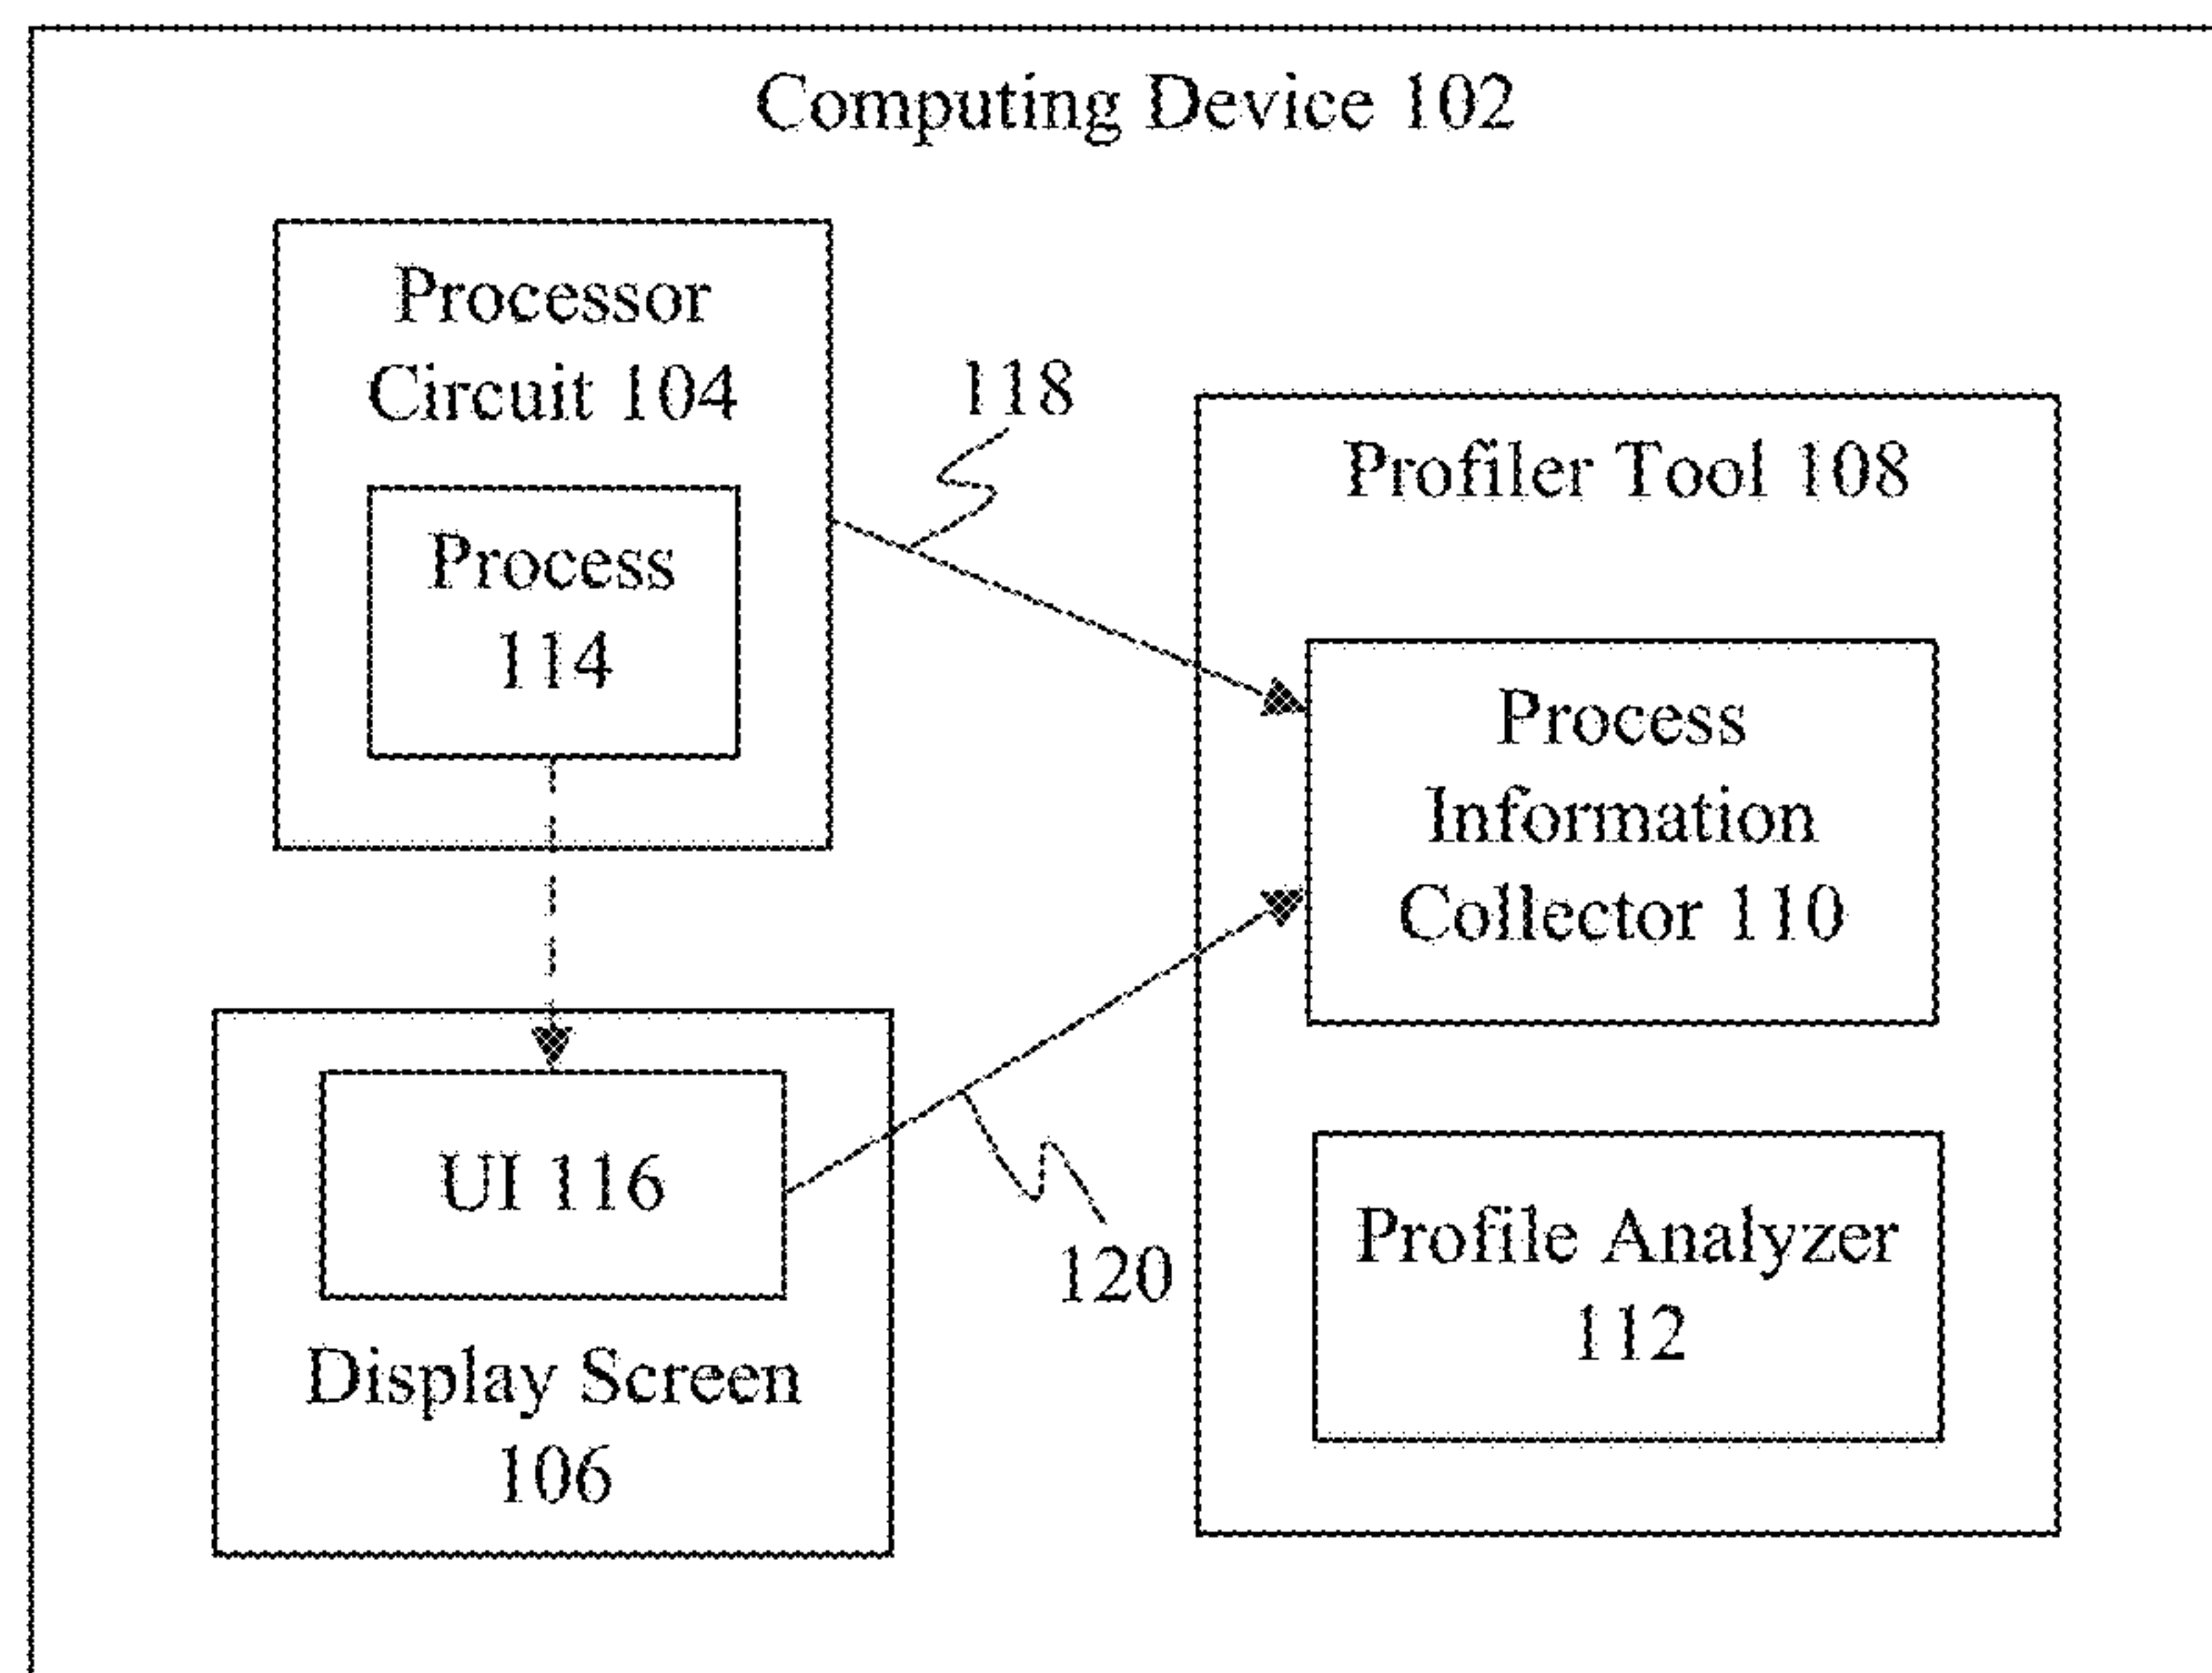 Computing Device 102
Processor
Circuit 104
Process
114
118
Profiler Tool 108
Process
Information
Collector 110
UI 116
Display Screen
106
120
Profile Analyzer
112